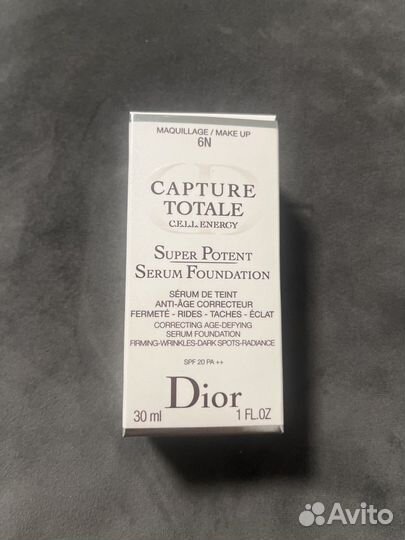 MAQUILLAGE / MAKE UP
6N
CAPTURE
TOTALE
C.E.L.L. ENERGY
SUPER POTENT
SERUM FOUNDATION
SÉRUM DE TEINT
ANTI-ÂGE CORRECTEUR
FERMETÉ - RIDES - TACHES - ÉCLAT
CORRECTING AGE-DEFYING
SERUM FOUNDATION
FIRMING-WRINKLES-DARK SPOTS-RADIANCE
SPF 20 PA ++
Dior
30 ml 1 FL.OZ
Avito